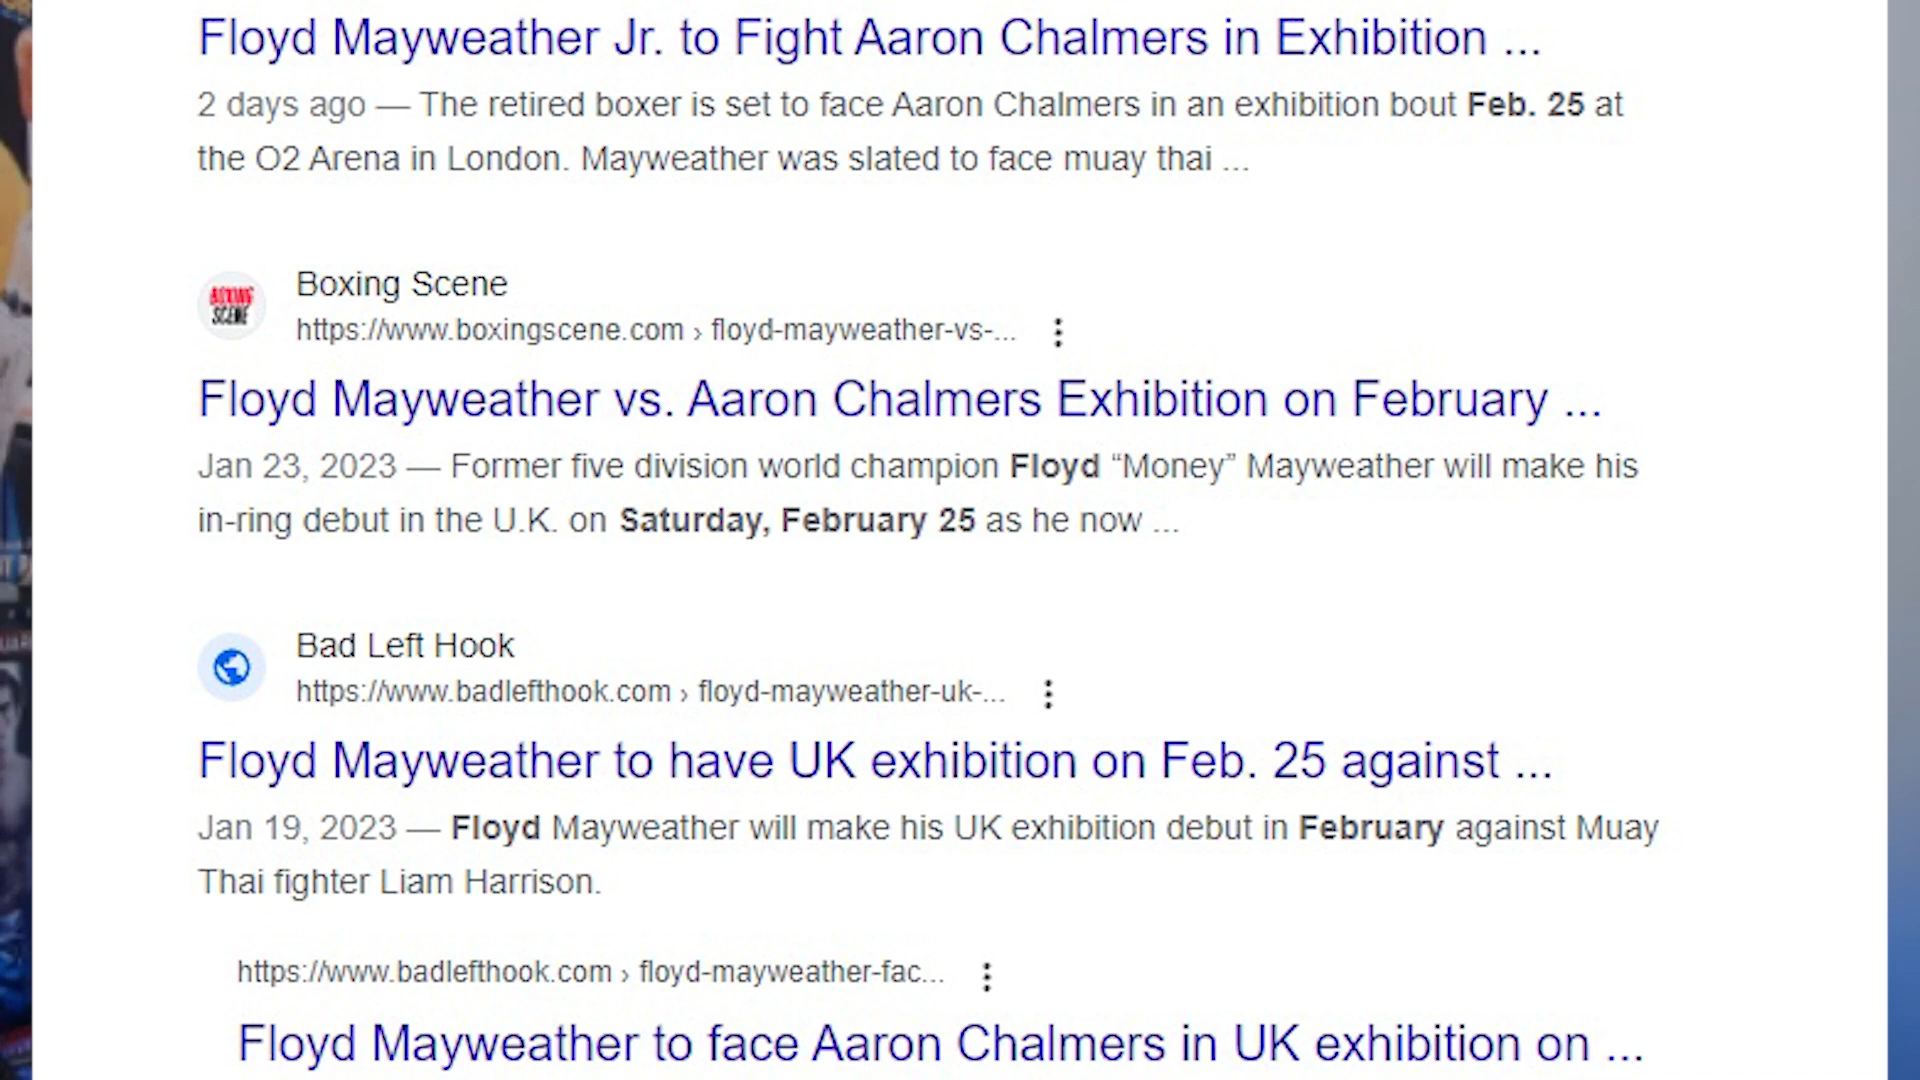 Floyd Mayweather Jr. to Fight Aaron Chalmers in Exhibition ...
2 days ago — The retired boxer is set to face Aaron Chalmers in an exhibition bout Feb. 25 at
the O2 Arena in London. Mayweather was slated to face muay thai ...
Boxing Scene
BOXING
SCENE
https://www.boxingscene.com › floyd-mayweather-vs-...
Floyd Mayweather vs. Aaron Chalmers Exhibition on February ...
Jan 23, 2023 — Former five division world champion Floyd “Money” Mayweather will make his
in-ring debut in the U.K. on Saturday, February 25 as he now ...
Bad Left Hook
https://www.badlefthook.com › floyd-mayweather-uk-...
Floyd Mayweather to have UK exhibition on Feb. 25 against ...
Jan 19, 2023 — Floyd Mayweather will make his UK exhibition debut in February against Muay
Thai fighter Liam Harrison.
https://www.badlefthook.com › floyd-mayweather-fac...
Floyd Mayweather to face Aaron Chalmers in UK exhibition on ...